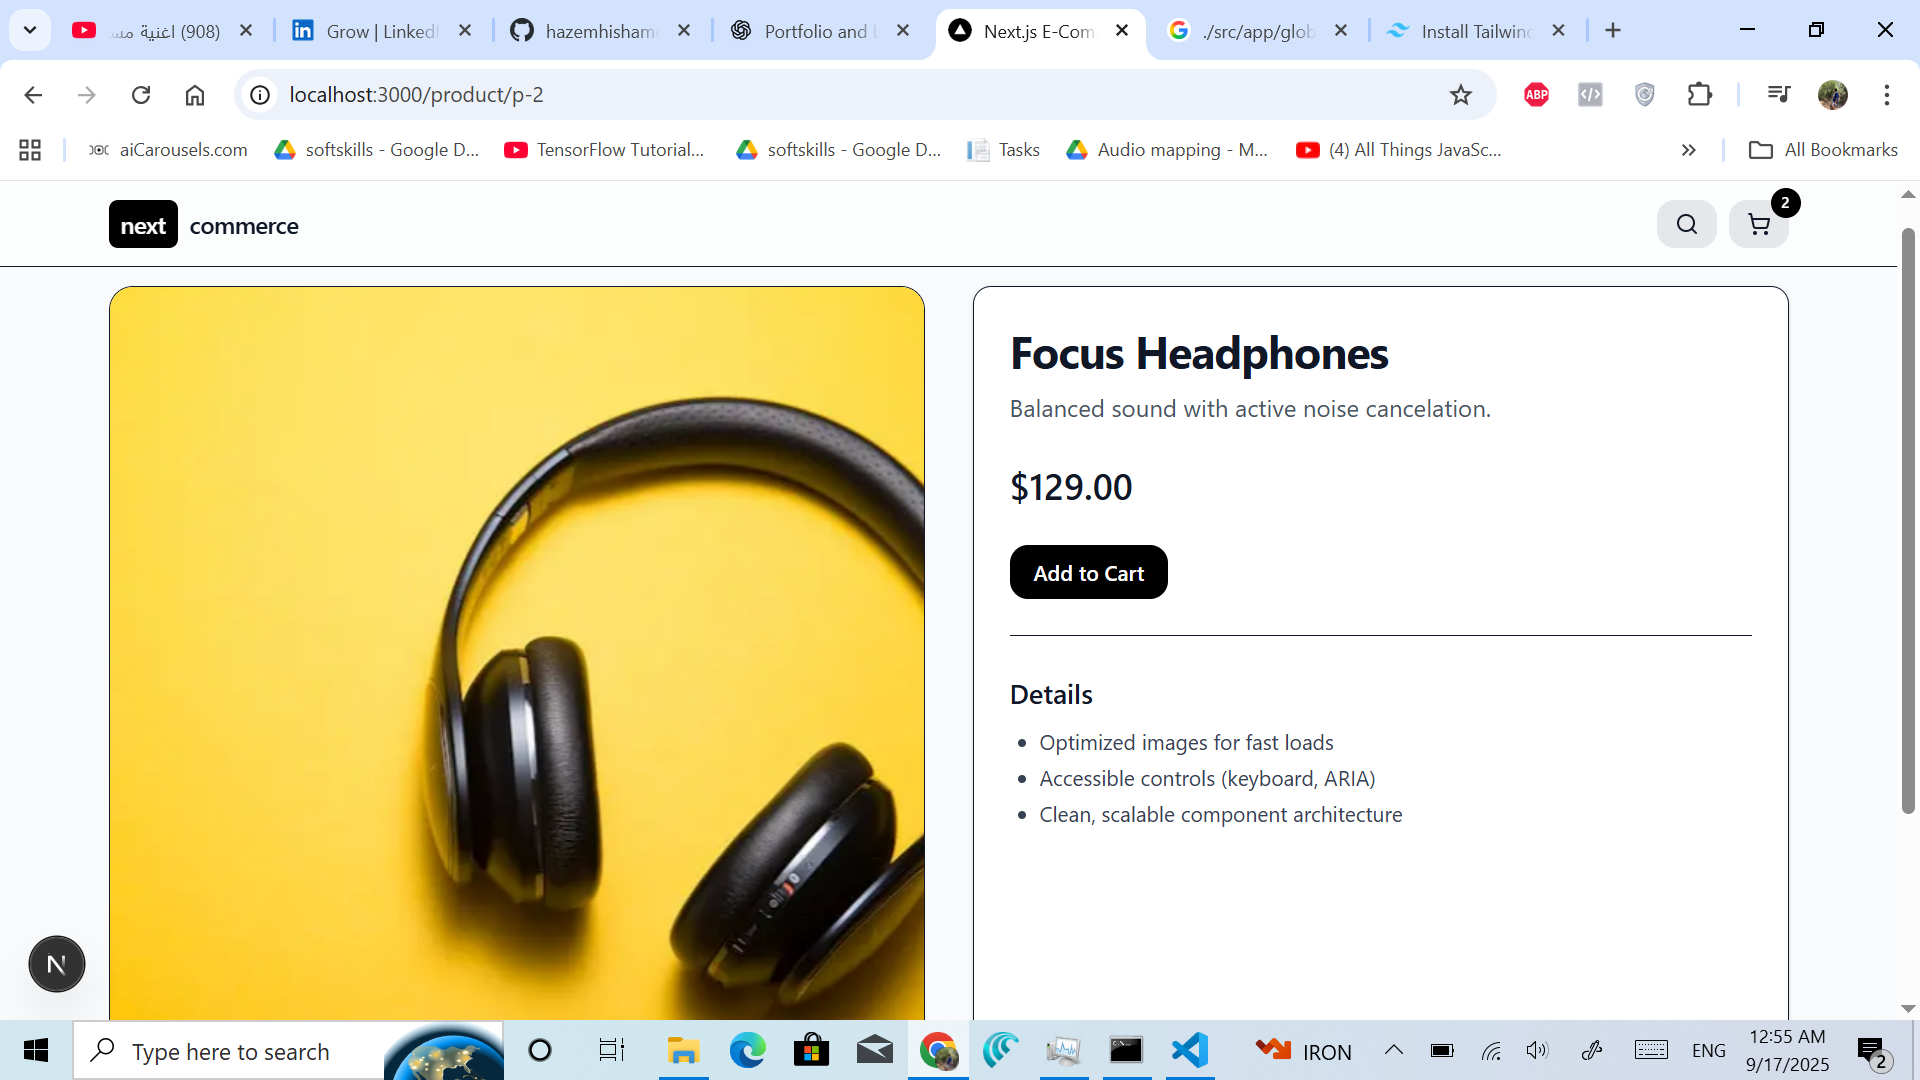 (908) اغنية مس
Grow | Linked
hazemhisham
Portfolio and
Next.js E-Com
./src/app/glob
Install Tailwind
localhost:3000/product/p-2
ABP
aiCarousels.com
softskills - Google D...
TensorFlow Tutorial...
softskills - Google D...
Tasks
Audio mapping - M...
(4) All Things JavaSc...
All Bookmarks
next commerce
2
Focus Headphones
Balanced sound with active noise cancelation.
$129.00
Add to Cart
Details
Optimized images for fast loads
Accessible controls (keyboard, ARIA)
Clean, scalable component architecture
N
Type here to search
IRON
ENG
12:55 AM
9/17/2025
2